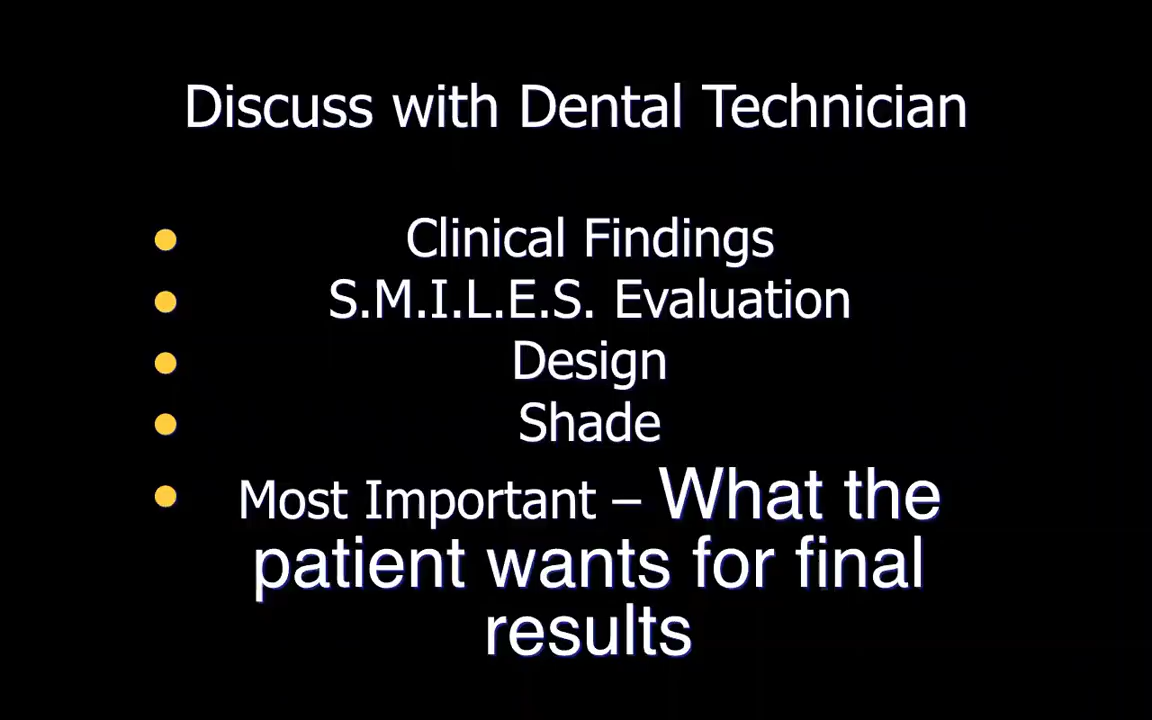 Discuss with Dental Technician
Clinical Findings
S.M.I.L.E.S. Evaluation
Design
Shade
Most Important – What the
patient wants for final
results